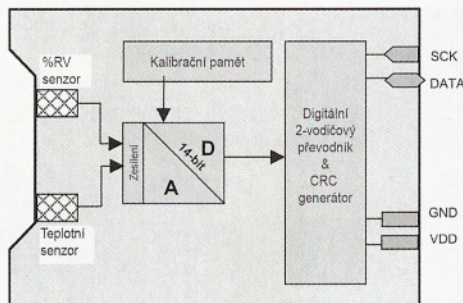 %RV
senzor
Kalibrační paměť
SCK
DATA
Zesílení
14-bit
D
A
Digitální
2-vodičový
převodník
&
CRC
generátor
Teplotní
senzor
GND
VDD